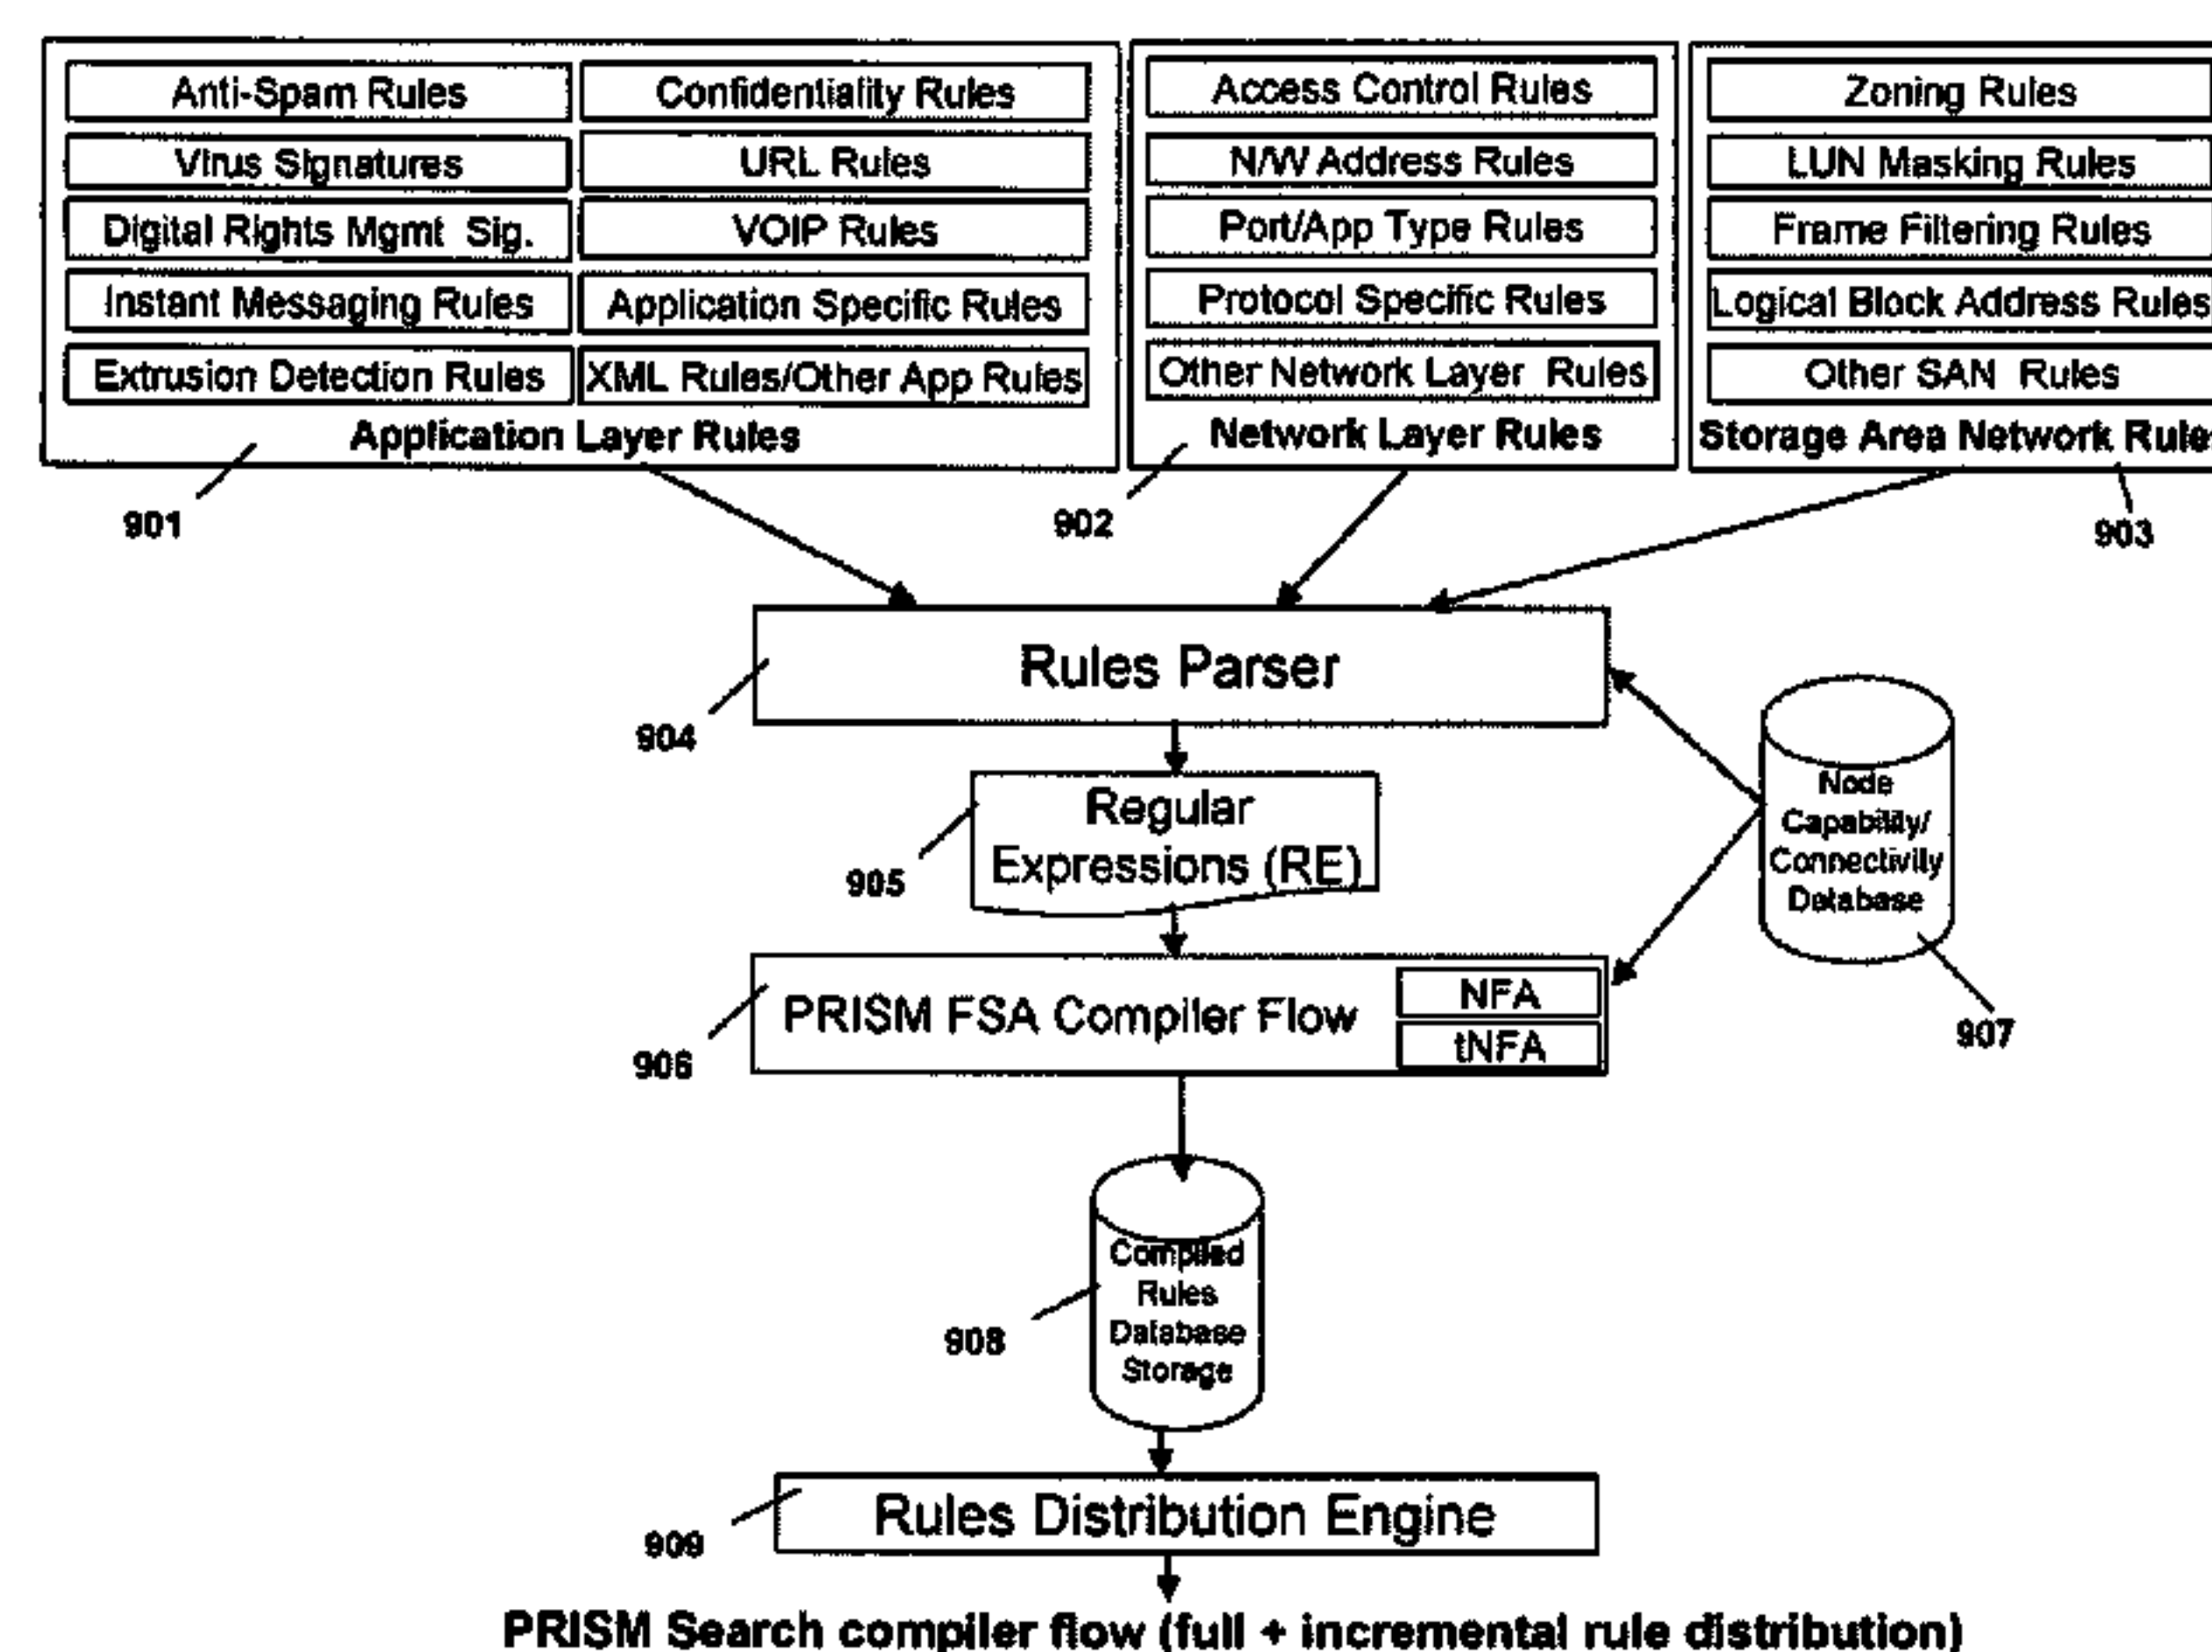 Anti-Spam Rules
Virus Signatures
Digital Rights Mgmt Sig.
Instant Messaging Rules
Extrusion Detection Rules
Confidentiality Rules
URL Rules
VOIP Rules
Application Specific Rules
XML Rules/Other App Rules
Application Layer Rules
Access Control Rules
N/W Address Rules
Port/App Type Rules
Protocol Specific Rules
Other Network Layer Rules
Network Layer Rules
Zoning Rules
LUN Masking Rules
Frame Filtering Rules
Logical Block Address Rules
Other SAN Rules
Storage Area Network Rule
901
902
903
Rules Parser
904
Regular
Expressions (RE)
905
Node
Capability/
Connectivity
Database
907
PRISM FSA Compiler Flow
NFA
tNFA
906
Compiled
Rules
Database
Storage
908
Rules Distribution Engine
909
PRISM Search compiler flow (full + incremental rule distribution)